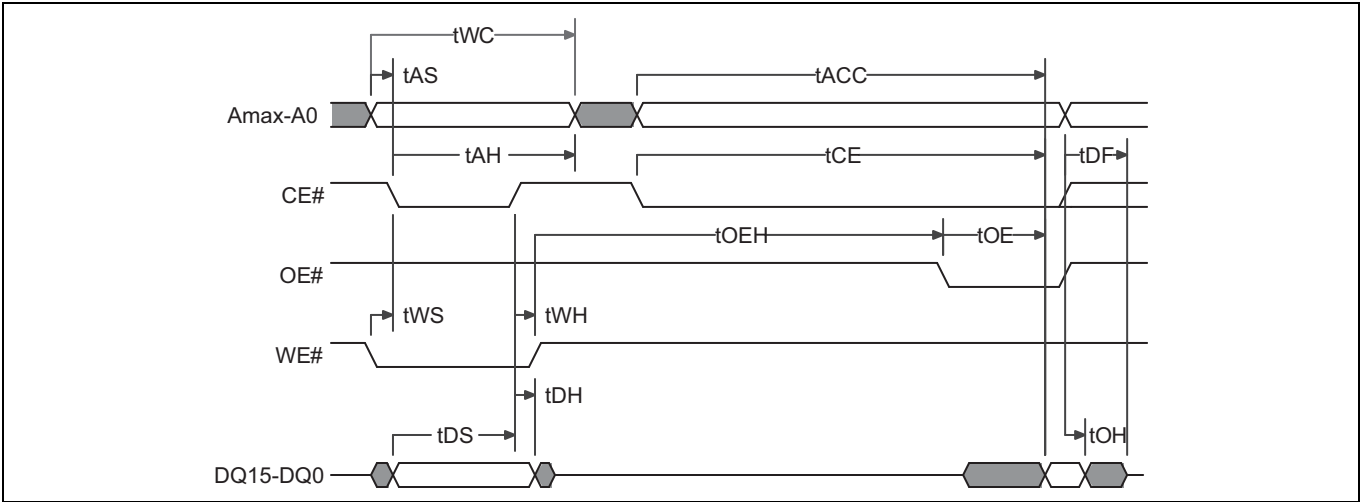 tWC
tAS
tACC
Amax-A0
tAH
tCE
tDF
CE#
tOEH
tOE
OE#
tWS
tWH
WE#
tDH
tDS
tOH
DQ15-DQ0